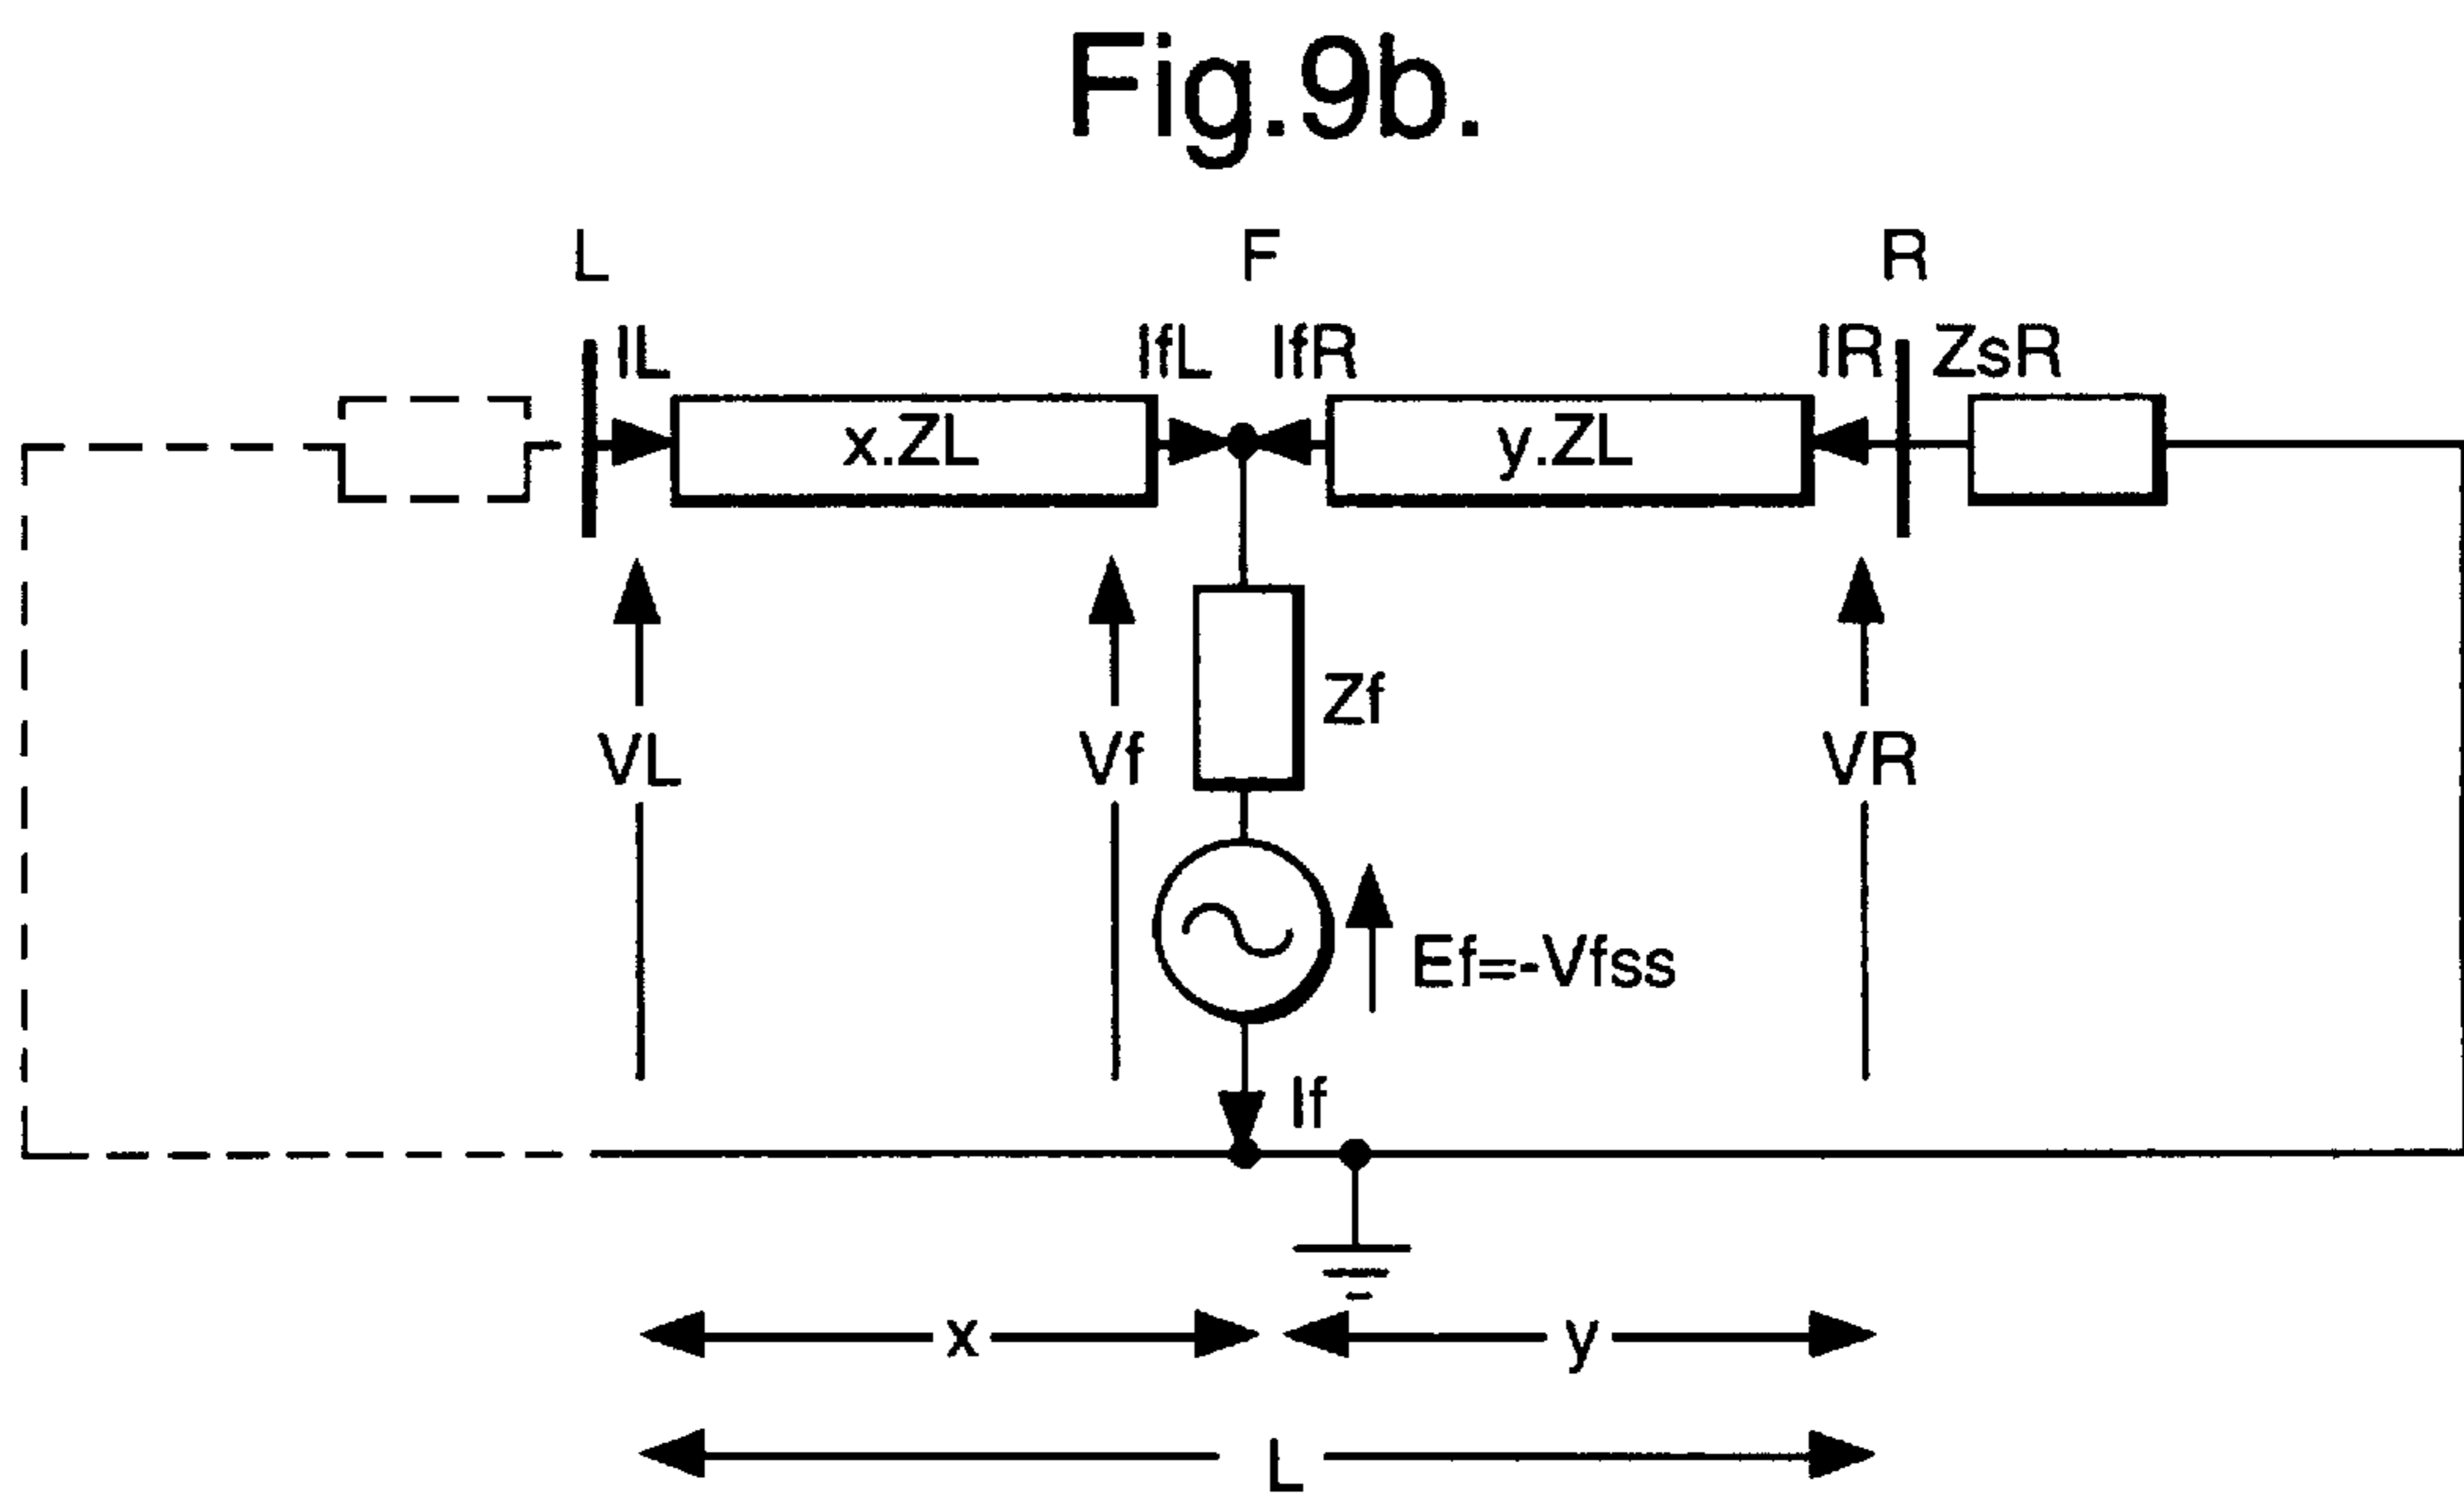 Fig.9b.
L F R
IL IfL IfR IR ZsR
x.ZL y.ZL
Zf
VL Vf VR
Ef=-Vfss
If
x y
L